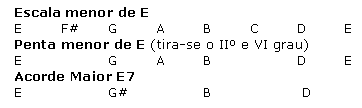 Escala menor de E
E F# G A B C D E
Penta menor de E (tira-se o IIº e VI grau)
E G A B D E
Acorde Maior E7
E G# B D